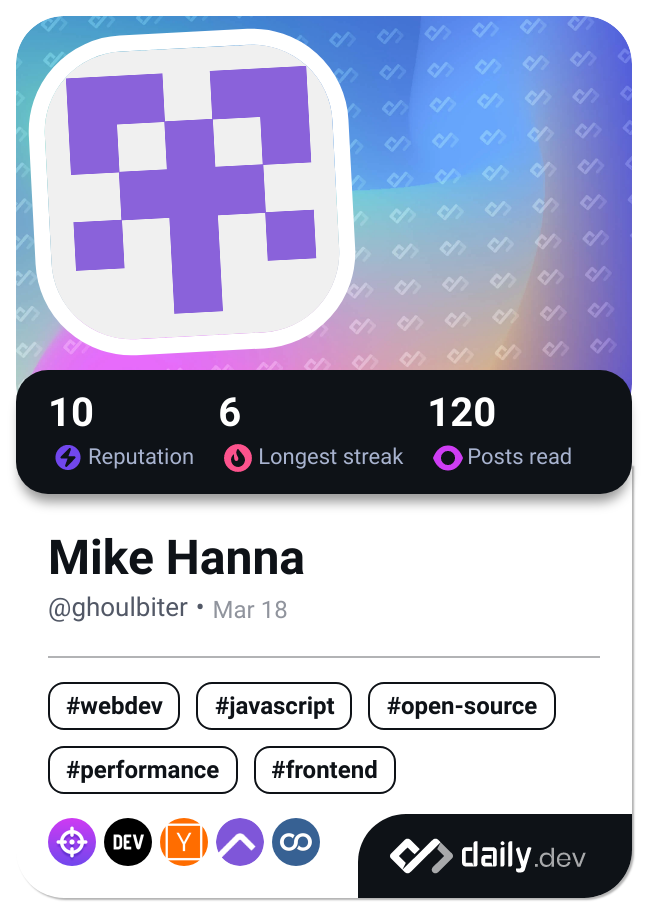 10 6 120
Reputation Longest streak Posts read
Mike Hanna
@ghoulbiter • Mar 18
#webdev #javascript #open-source
#performance #frontend
DEV Y
daily.dev